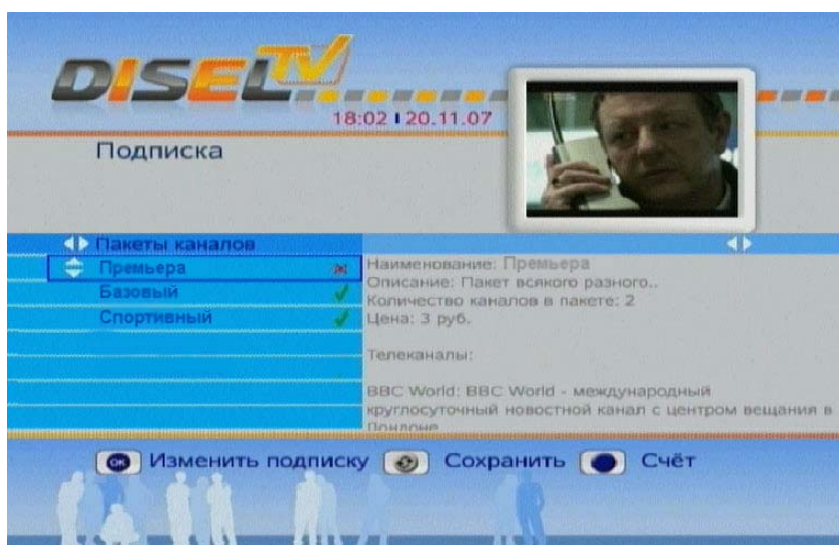 DISEL TV
18:02 20.11.07
Подписка
Пакеты каналов
Премьера
Базовый
Спортивный
Наименование: Премьера
Описание: Пакет всякого разного..
Количество каналов в пакете: 2
Цена: 3 руб.
Телеканалы:
BBC World: BBC World - международный
круглосуточный новостной канал с центром вещания в
Лондоне
OK Изменить подписку Сохранить Счёт